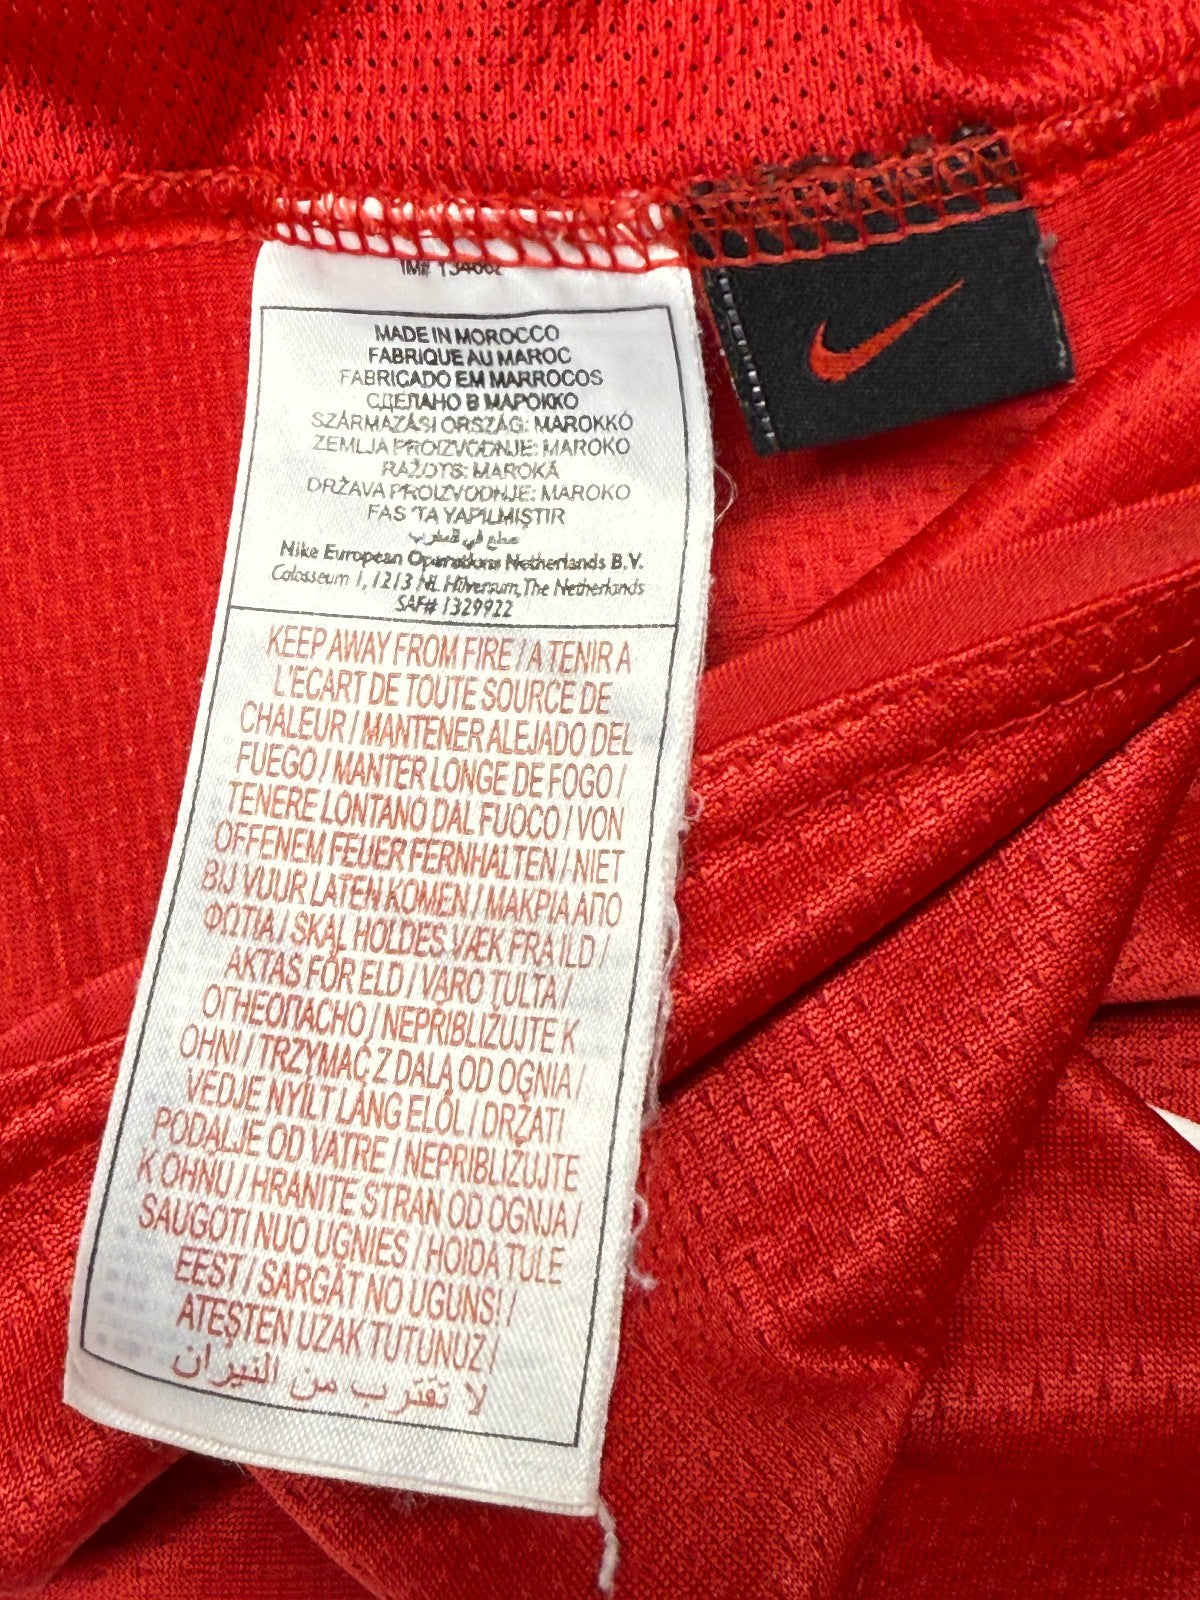 IM# 134662
MADE IN MOROCCO
FABRIQUE AU MAROC
FABRICADO EM MARROCOS
СДЕЛАНО В МАРОККО
SZÁRMAZÁSI ORSZÁG: MAROKKÓ
ZEMLJA PROIZVODNJE: MAROKO
RAŽOTS: MAROKĀ
DRŽAVA PROIZVODNJE: MAROKO
FAS 'TA YAPILMIŞTIR
صنع في المغرب
Nike European Operations Netherlands B.V.
Colosseum 1, 1213 NL Hilversum, The Netherlands
SAF# 1329922
KEEP AWAY FROM FIRE / A TENIR A
L'ECART DE TOUTE SOURCE DE
CHALEUR / MANTENER ALEJADO DEL
FUEGO / MANTER LONGE DE FOGO /
TENERE LONTANO DAL FUOCO / VON
OFFENEM FEUER FERNHALTEN / NIET
BIJ VUUR LATEN KOMEN / ΜΑΚΡΙΑ ΑΠΟ
ΦΩΤΙΑ / SKAL HOLDES VÆK FRA ILD /
AKTAS FÖR ELD / VARO TULTA /
ОГНЕОПАСНО / NEPŘIBLIŽUJTE K
OHNI / TRZYMAĆ Z DALA OD OGNIA /
VEDJE NYÍLT LÁNG ELŐL / DRŽATI
PODALJE OD VATRE / NEPRIBLIŽUJTE
K OHNU / HRANITE STRAN OD OGNJA /
SAUGOTI NUO UGNIES / HOIDA TULE
EEST / SARGĀT NO UGUNS! /
ATEŞTEN UZAK TUTUNUZ /
لا تقترب من النيران